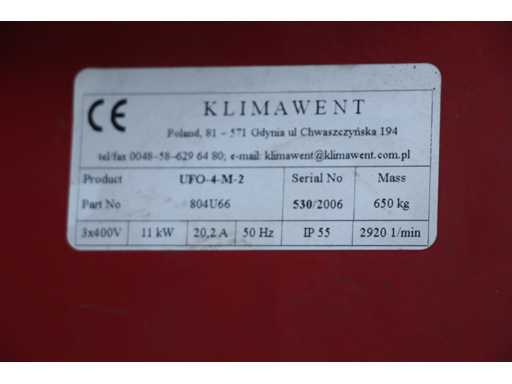 CE KLIMAWENT
Poland, 81 - 571 Gdynia ul Chwaszczyńska 194
tel/fax 0048-58-629 64 80; e-mail: klimawent@klimawent.com.pl
Product UFO-4-M-2 Serial No Mass
Part No 804U66 530/2006 650 kg
3x400V 11 kW 20,2 A 50 Hz IP 55 2920 1/min